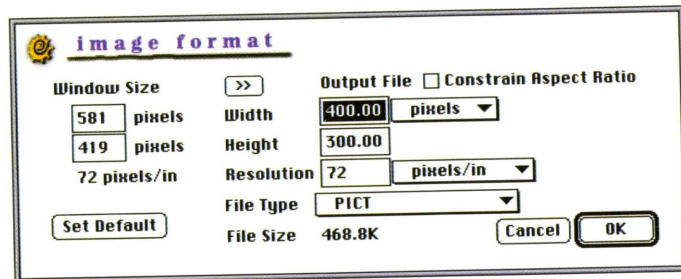 image format
Window Size >> Output File Constrain Aspect Ratio
581 pixels Width 400.00 pixels
419 pixels Height 300.00
72 pixels/in Resolution 72 pixels/in
File Type PICT
Set Default File Size 468.8K Cancel OK